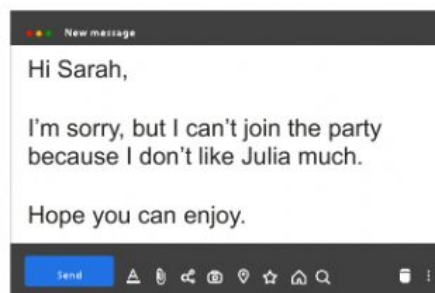 New message
Hi Sarah,
I'm sorry, but I can't join the party
because I don't like Julia much.
Hope you can enjoy.
Send